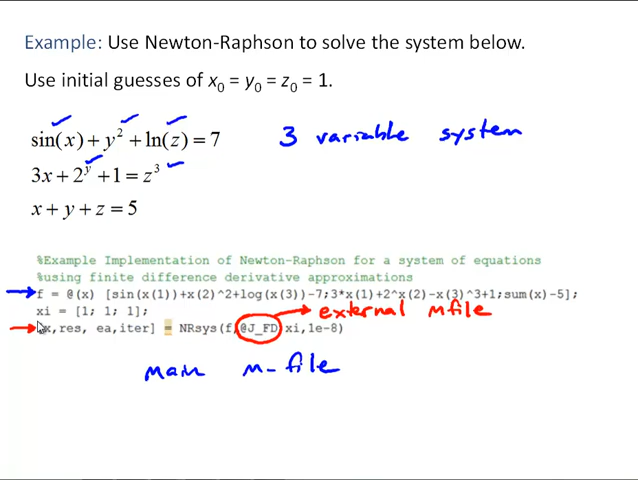 Example: Use Newton-Raphson to solve the system below.
Use initial guesses of x₀ = y₀ = z₀ = 1.
sin(x) + y² + ln(z) = 7
3 variable system
3x + 2^y + 1 = z³
x + y + z = 5
%Example Implementation of Newton-Raphson for a system of equations
%using finite difference derivative approximations
f = @(x) [sin(x(1))+x(2)^2+log(x(3))-7;3*x(1)+2^x(2)-x(3)^3+1;sum(x)-5];
xi = [1; 1; 1];
external mfile
x,res, ea,iter] = NRsys(f,@J_FD,xi,1e-8)
main m-file